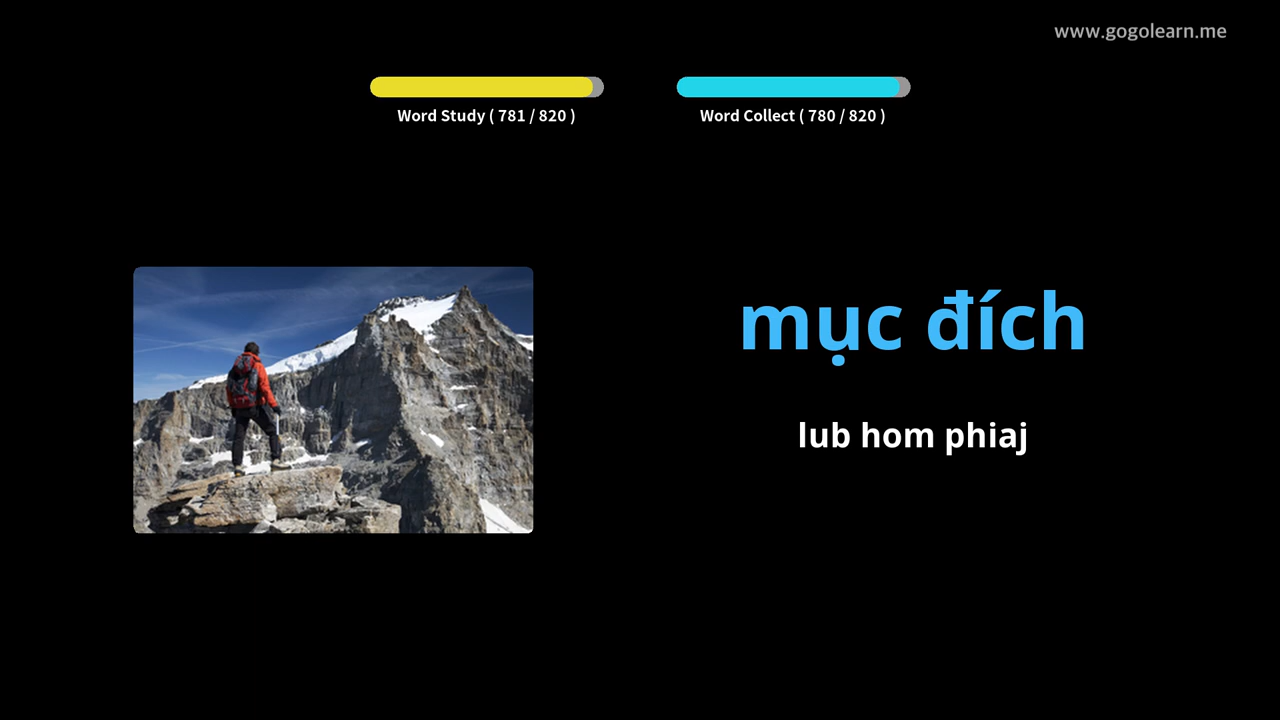 www.gogolearn.me
Word Study ( 781 / 820 )
Word Collect ( 780 / 820 )
mục đích
lub hom phiaj